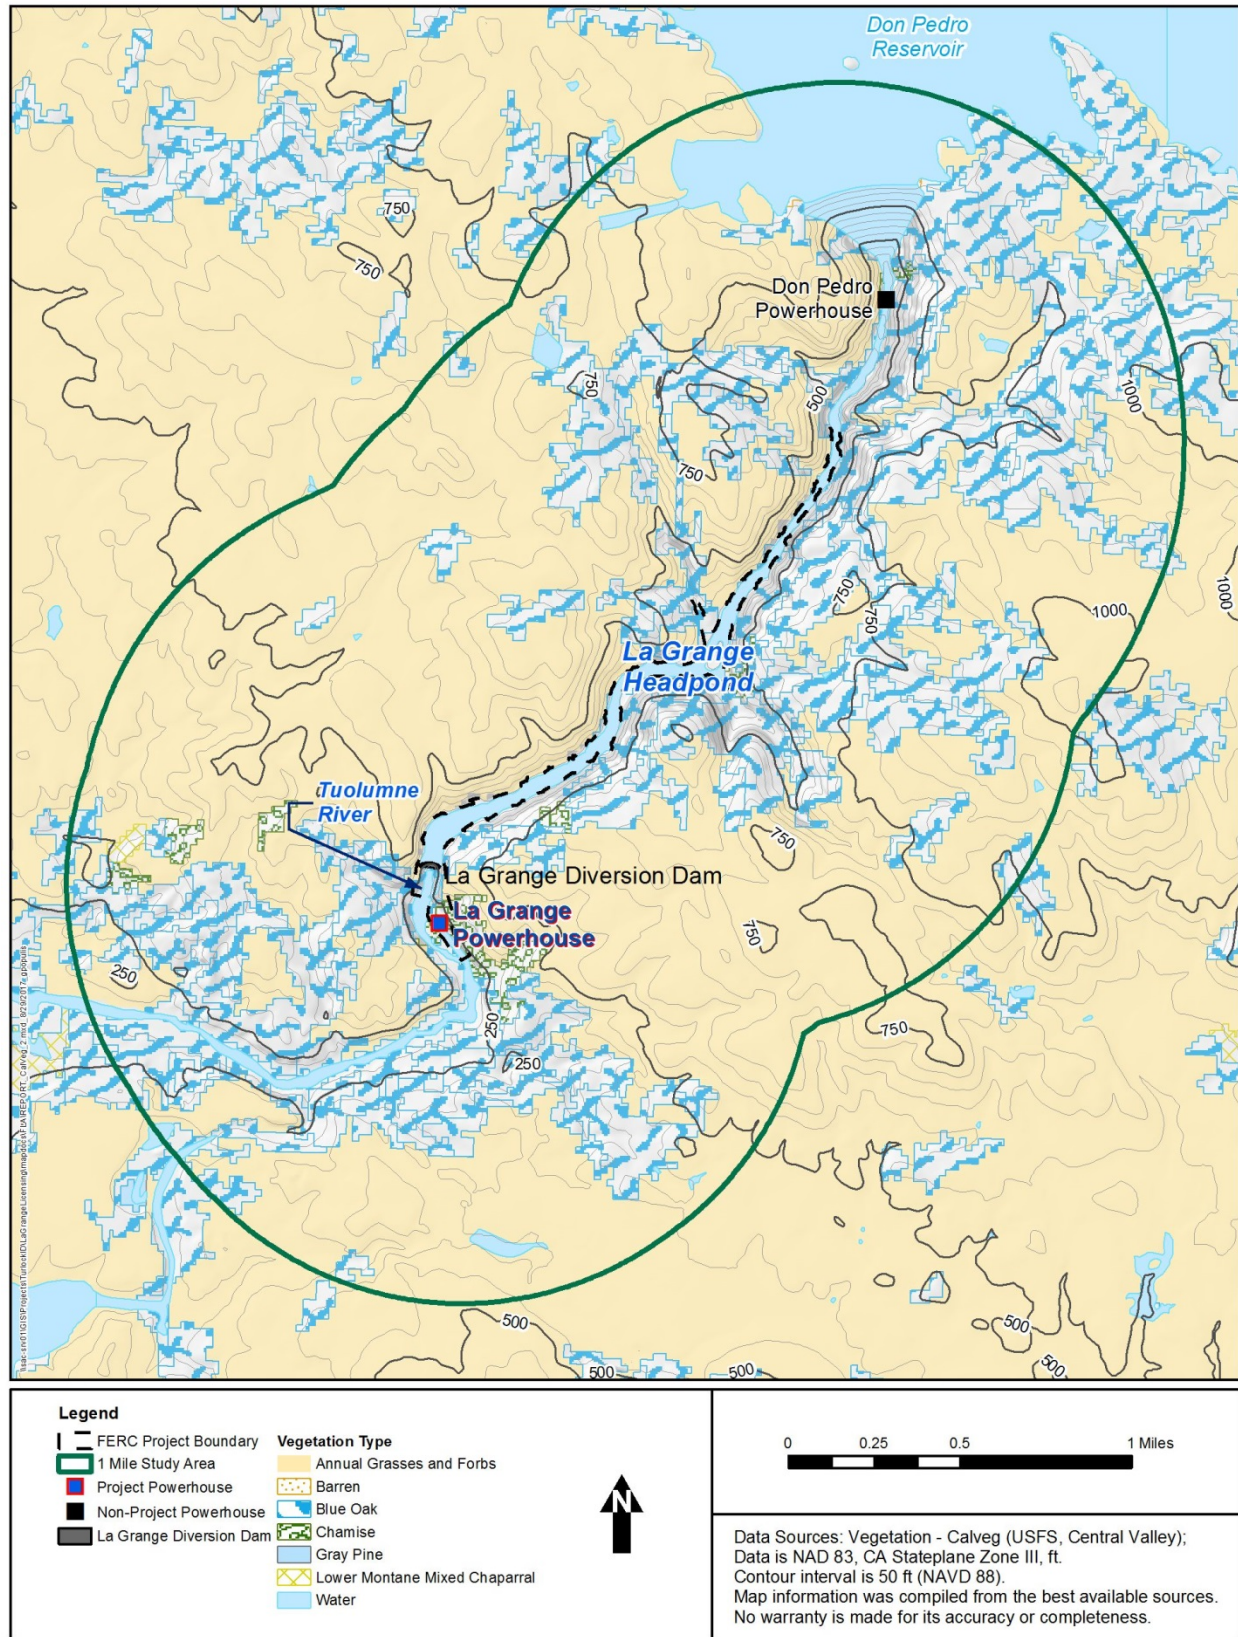 Don Pedro
Reservoir
750
750
Don Pedro
Powerhouse
500
750
1000
750
1000
750
750
1000
La Grange
Headpond
Tuolumne
River
750
La Grange Diversion Dam
La Grange
Powerhouse
750
250
250
750
250
500
500
500
500
500
Legend
FERC Project Boundary
1 Mile Study Area
Project Powerhouse
Non-Project Powerhouse
La Grange Diversion Dam
Vegetation Type
Annual Grasses and Forbs
Barren
Blue Oak
Chamise
Gray Pine
Lower Montane Mixed Chaparral
Water
N
0 0.25 0.5 1 Miles
Data Sources: Vegetation - Calveg (USFS, Central Valley);
Data is NAD 83, CA Stateplane Zone III, ft.
Contour interval is 50 ft (NAVD 88).
Map information was compiled from the best available sources.
No warranty is made for its accuracy or completeness.